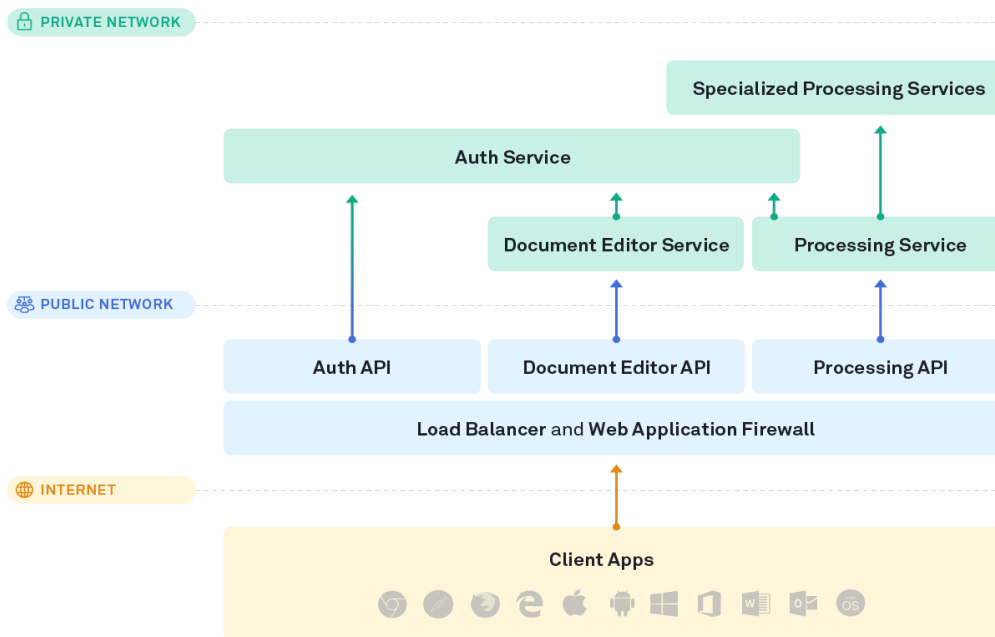 PRIVATE NETWORK
Specialized Processing Services
Auth Service
Document Editor Service
Processing Service
PUBLIC NETWORK
Auth API
Document Editor API
Processing API
Load Balancer and Web Application Firewall
INTERNET
Client Apps
W
O
OS